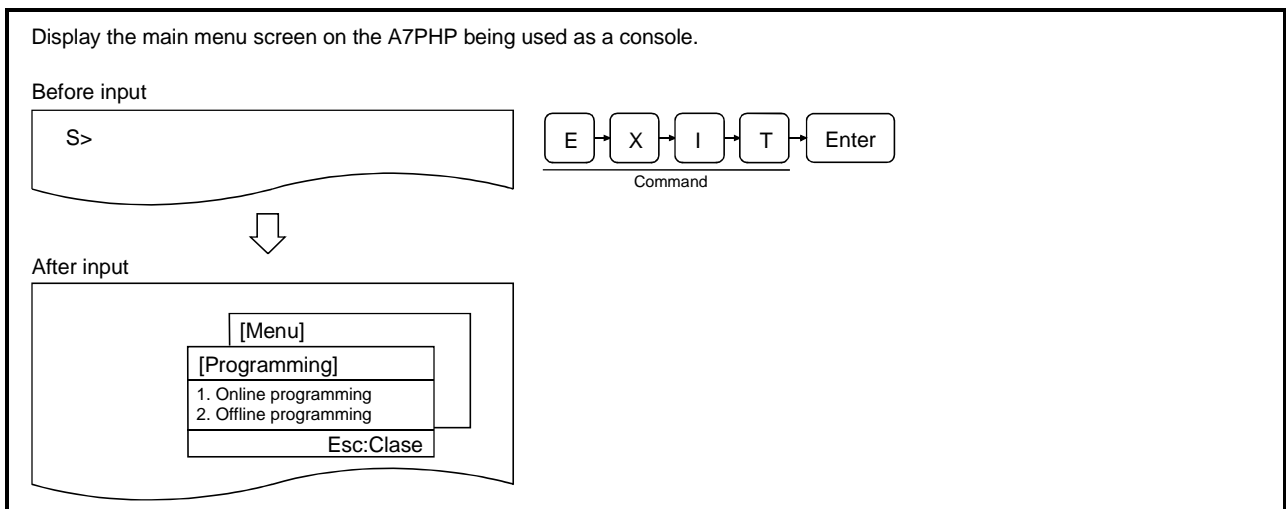 Display the main menu screen on the A7PHP being used as a console.
Before input
S>
E X I T Enter
Command
After input
[Menu]
[Programming]
1. Online programming
2. Offline programming
Esc:Clase